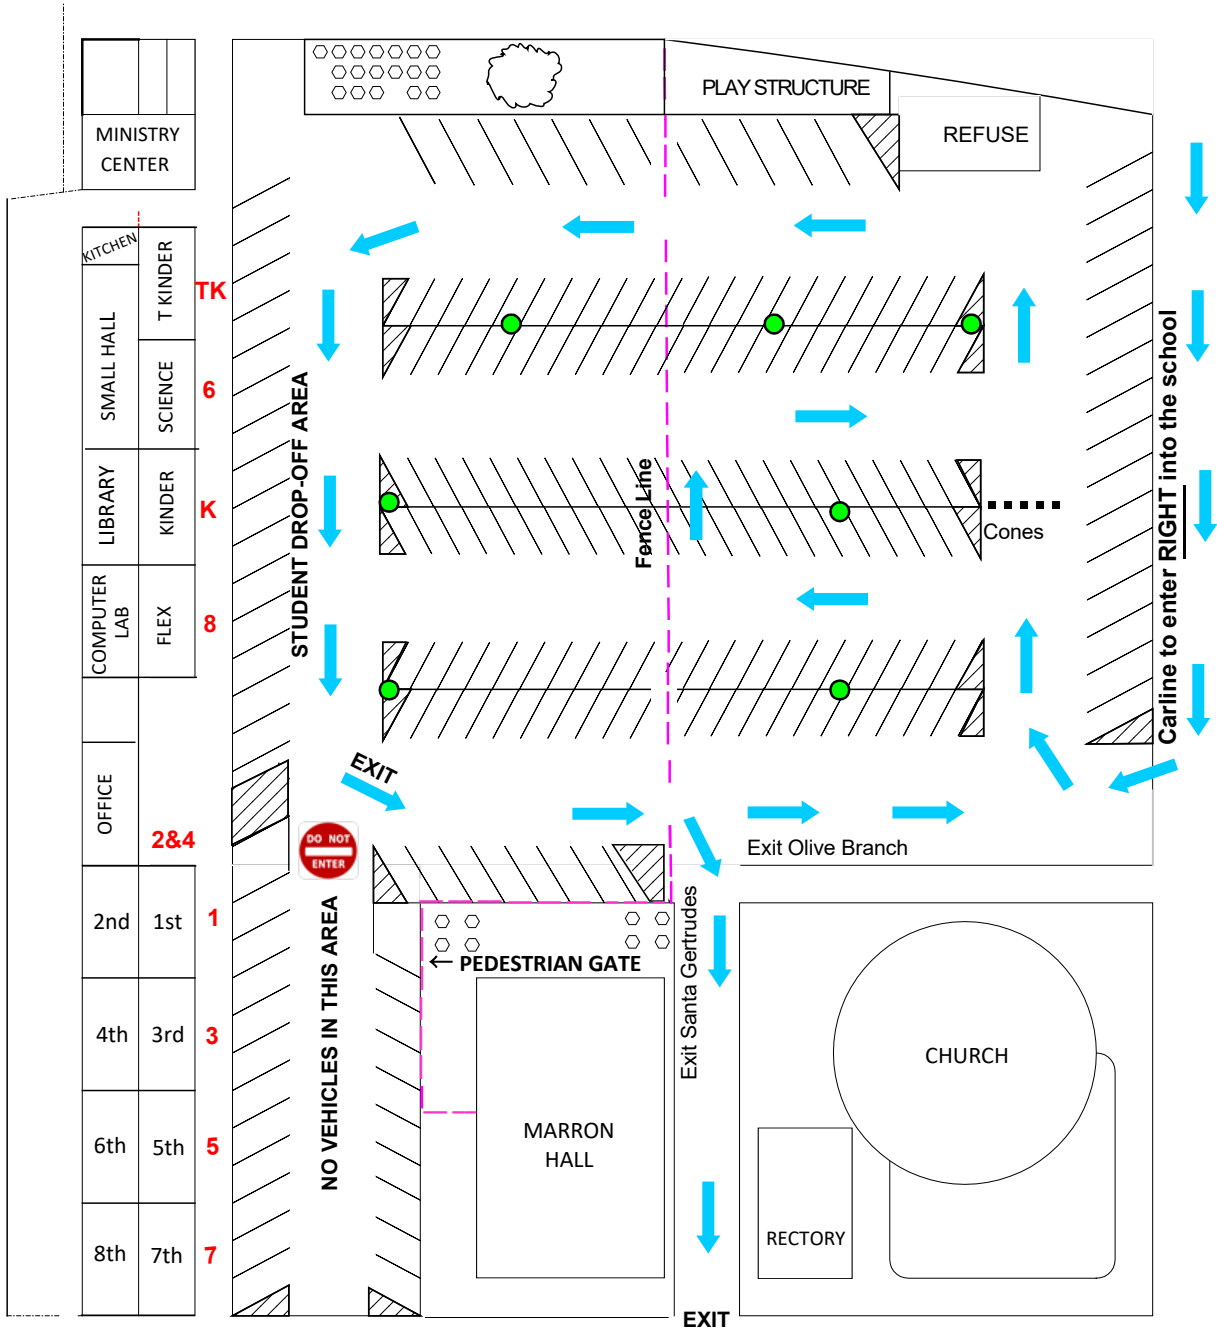 PLAY STRUCTURE
REFUSE
MINISTRY
CENTER
KITCHEN
T KINDER
TK
SMALL HALL
SCIENCE
6
STUDENT DROP-OFF AREA
LIBRARY
KINDER
K
Fence Line
Cones
Carline to enter RIGHT into the school
COMPUTER
LAB
FLEX
8
OFFICE
2&4
EXIT
DO NOT
ENTER
Exit Olive Branch
2nd
1st
1
NO VEHICLES IN THIS AREA
← PEDESTRIAN GATE
Exit Santa Gertrudes
4th
3rd
3
CHURCH
6th
5th
5
MARRON
HALL
8th
7th
7
RECTORY
EXIT